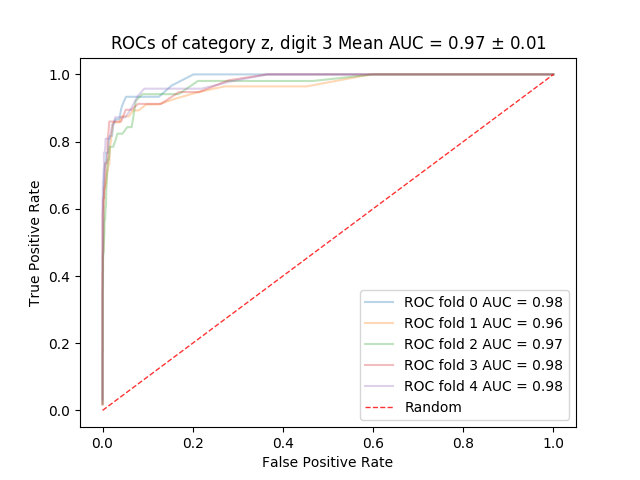 ROCs of category z, digit 3 Mean AUC = 0.97 ± 0.01
True Positive Rate
1.0
0.8
0.6
0.4
0.2
0.0
ROC fold 0 AUC = 0.98
ROC fold 1 AUC = 0.96
ROC fold 2 AUC = 0.97
ROC fold 3 AUC = 0.98
ROC fold 4 AUC = 0.98
Random
0.0 0.2 0.4 0.6 0.8 1.0
False Positive Rate